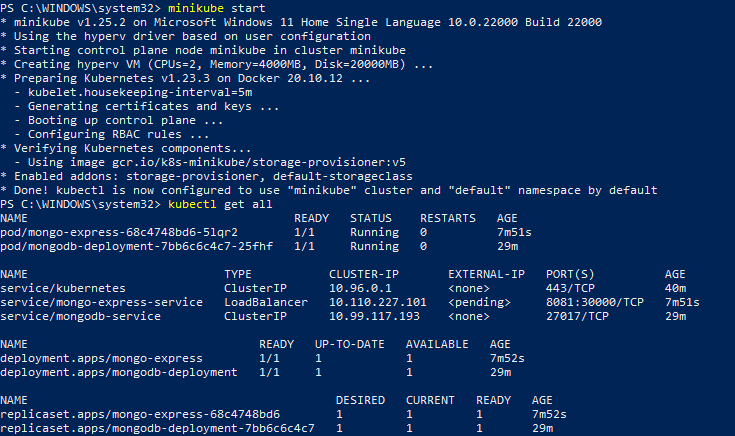 PS C:\WINDOWS\system32> minikube start
* minikube v1.25.2 on Microsoft Windows 11 Home Single Language 10.0.22000 Build 22000
* Using the hyperv driver based on user configuration
* Starting control plane node minikube in cluster minikube
* Creating hyperv VM (CPUs=2, Memory=4000MB, Disk=20000MB) ...
* Preparing Kubernetes v1.23.3 on Docker 20.10.12 ...
  - kubelet.housekeeping-interval=5m
  - Generating certificates and keys ...
  - Booting up control plane ...
  - Configuring RBAC rules ...
* Verifying Kubernetes components...
  - Using image gcr.io/k8s-minikube/storage-provisioner:v5
* Enabled addons: storage-provisioner, default-storageclass
* Done! kubectl is now configured to use "minikube" cluster and "default" namespace by default
PS C:\WINDOWS\system32> kubectl get all
NAME READY STATUS RESTARTS AGE
pod/mongo-express-68c4748bd6-5lqr2 1/1 Running 0 7m51s
pod/mongodb-deployment-7bb6c6c4c7-25fhf 1/1 Running 0 29m
NAME TYPE CLUSTER-IP EXTERNAL-IP PORT(S) AGE
service/kubernetes ClusterIP 10.96.0.1 <none> 443/TCP 40m
service/mongo-express-service LoadBalancer 10.110.227.101 <pending> 8081:30000/TCP 7m51s
service/mongodb-service ClusterIP 10.99.117.193 <none> 27017/TCP 29m
NAME READY UP-TO-DATE AVAILABLE AGE
deployment.apps/mongo-express 1/1 1 1 7m52s
deployment.apps/mongodb-deployment 1/1 1 1 29m
NAME DESIRED CURRENT READY AGE
replicaset.apps/mongo-express-68c4748bd6 1 1 1 7m52s
replicaset.apps/mongodb-deployment-7bb6c6c4c7 1 1 1 29m